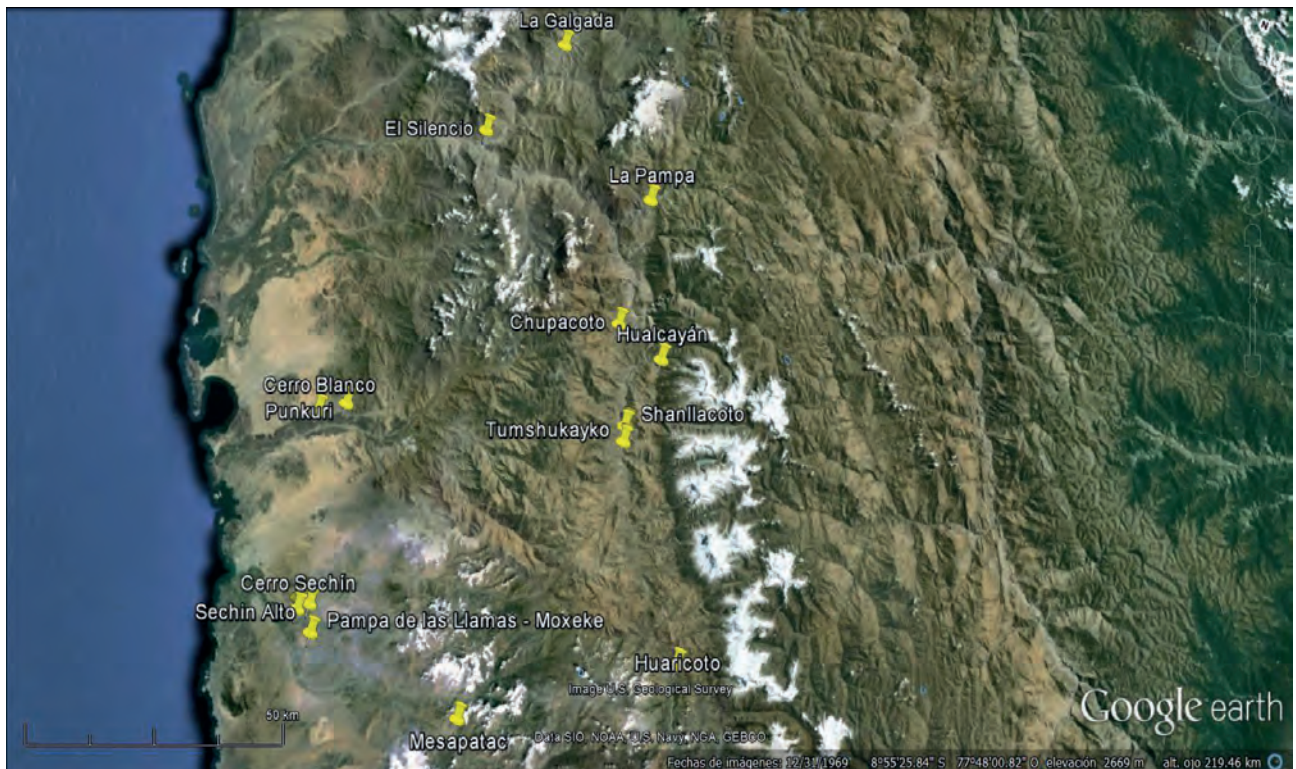 La Galgada
N
El Silencio
La Pampa
Chupacoto
Hualcayán
Cerro Blanco
Punkuri
Shanllacoto
Tumshukayko
Cerro Sechín
Sechin Alto
Pampa de las Llamas - Moxeke
Huaricoto
Image U.S. Geological Survey
50 km
Google earth
Mesapatac
Data SIO, NOAA, U.S. Navy, NGA, GEBCO
Fechas de imágenes: 12/31/1969 8°55'25.84" S 77°48'00.82" O elevación 2669 m alt. ojo 219.46 km